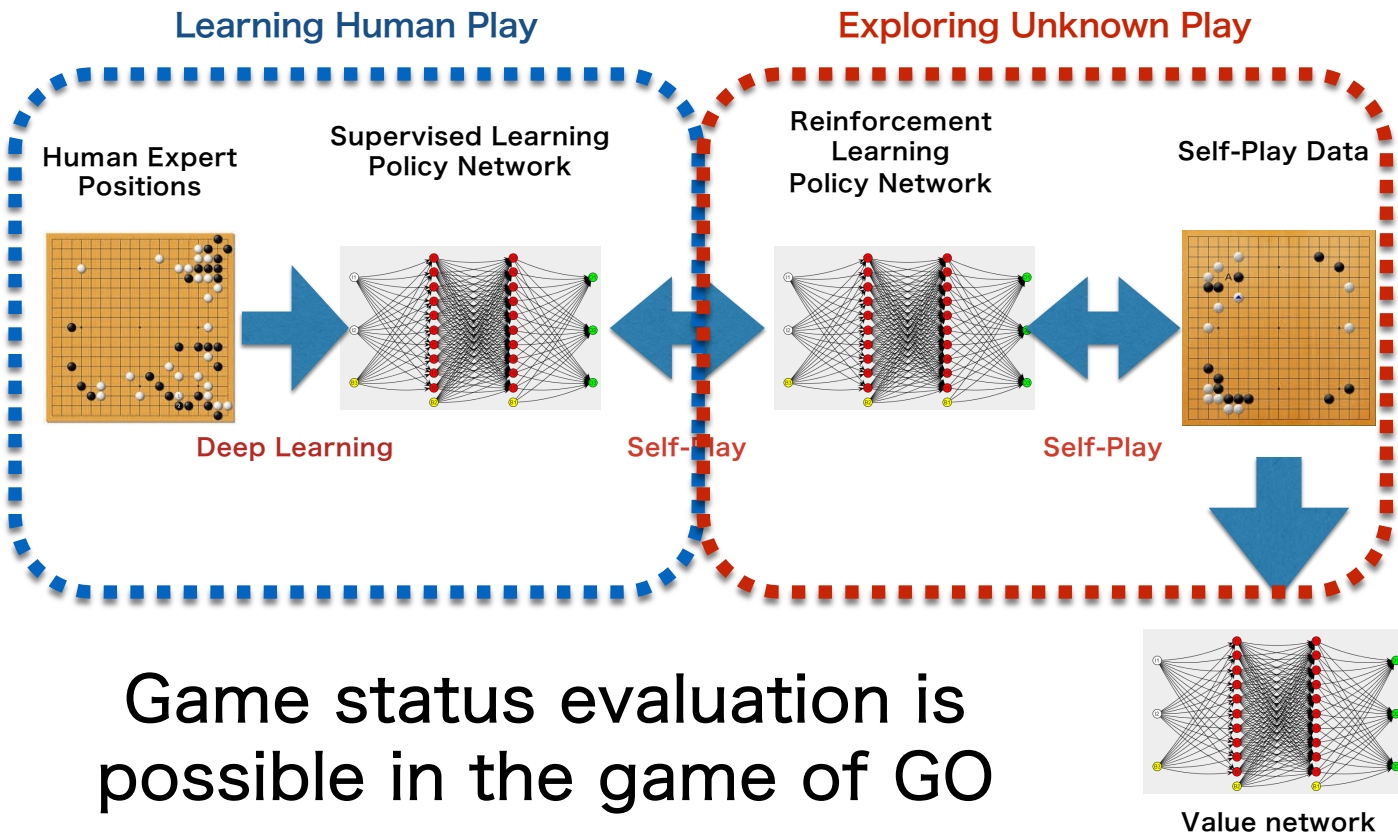 Learning Human Play
Exploring Unknown Play
Human Expert
Positions
Supervised Learning
Policy Network
Reinforcement
Learning
Policy Network
Self-Play Data
A
Deep Learning
Self-Play
Self-Play
Game status evaluation is
possible in the game of GO
Value network